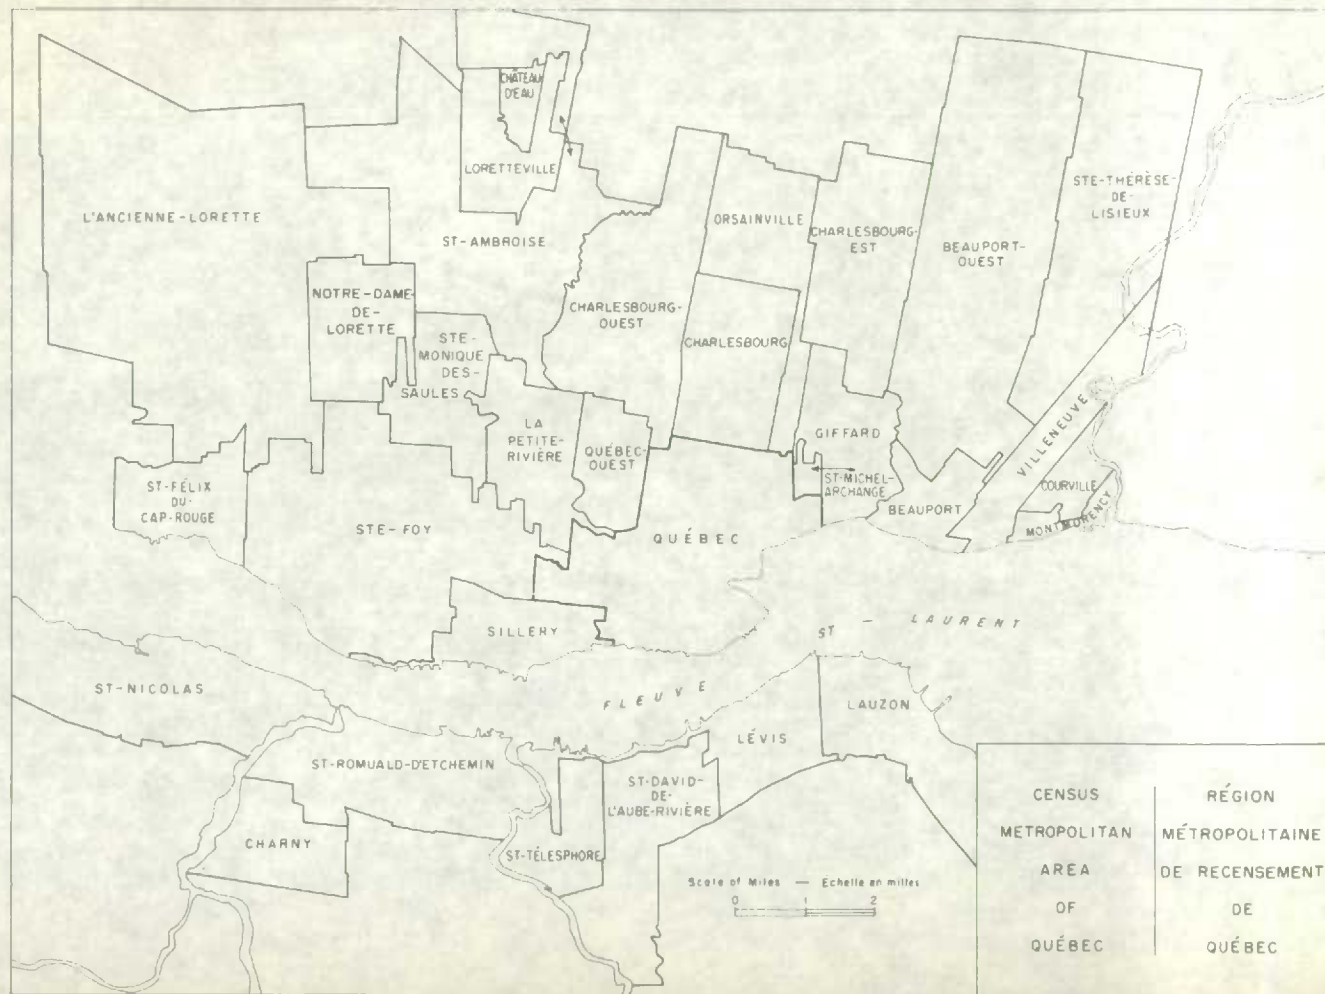 CHÂTEAU
D'EAU
LORETTEVILLE
L'ANCIENNE-LORETTE
ST-AMBROISE
ORSAINVILLE
CHARLESBOURG-
EST
BEAUPORT-
OUEST
STE-THÉRÈSE-
DE-
LISIEUX
NOTRE-DAME-
DE-
LORETTE
STE-
MONIQUE
DES-
SAULES
CHARLESBOURG-
OUEST
CHARLESBOURG
LA
PETITE-
RIVIÈRE
QUÉBEC-
OUEST
GIFFARD
ST-MICHEL-
ARCHANGE
BEAUPORT
VILLENEUVE
COURVILLE
MONTMORENCY
ST-FÉLIX
DU-
CAP-ROUGE
STE-FOY
QUÉBEC
SILLERY
FLEUVE ST-LAURENT
ST-NICOLAS
ST-ROMUALD-D'ETCHEMIN
CHARNY
ST-TÉLESPHORE
ST-DAVID-
DE-
L'AUBE-RIVIÈRE
LÉVIS
LAUZON
Scale of Miles — Echelle en milles
0 1 2
CENSUS
METROPOLITAN
AREA
OF
QUÉBEC
RÉGION
MÉTROPOLITAINE
DE RECENSEMENT
DE
QUÉBEC